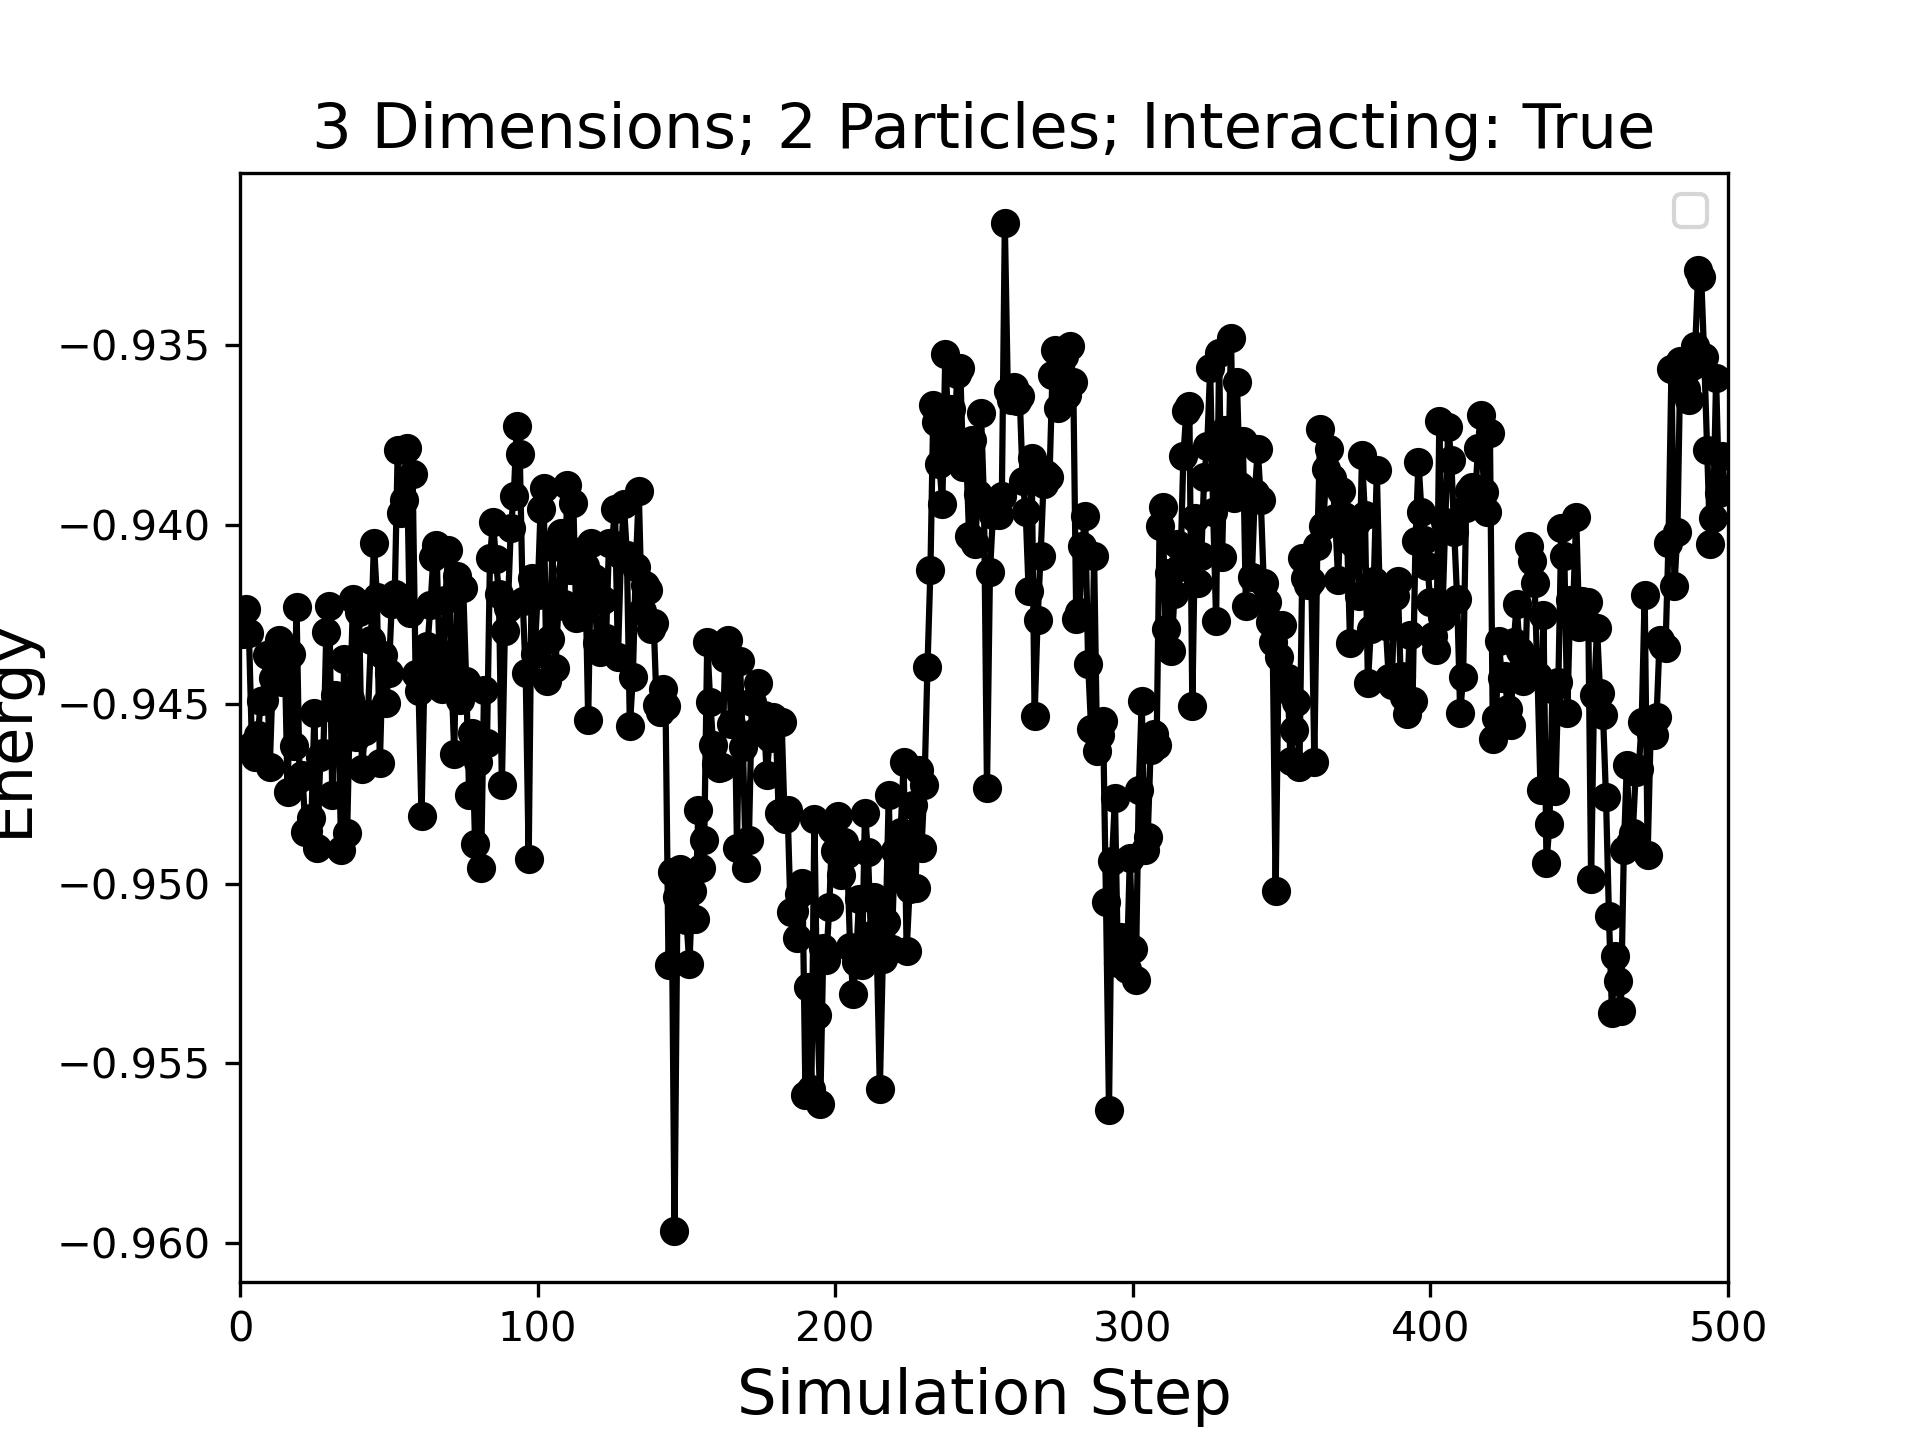 3 Dimensions; 2 Particles; Interacting: True
Energy
−0.935
−0.940
−0.945
−0.950
−0.955
−0.960
0 100 200 300 400 500
Simulation Step